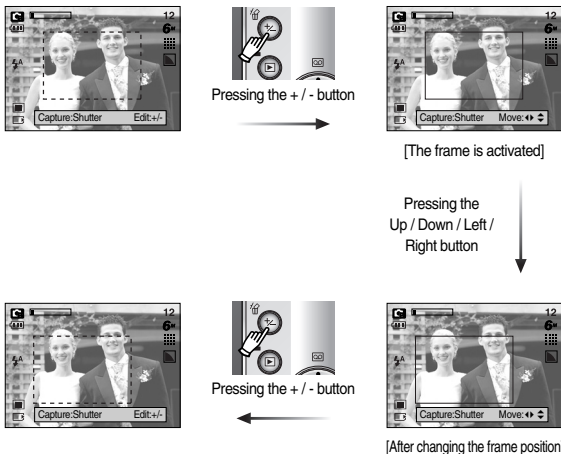 12
6M
Capture:Shutter Edit:+/-
Pressing the + / - button
12
6M
Capture:Shutter Move:
[The frame is activated]
Pressing the
Up / Down / Left /
Right button
12
6M
Capture:Shutter Edit:+/-
Pressing the + / - button
12
6M
Capture:Shutter Move:
[After changing the frame position